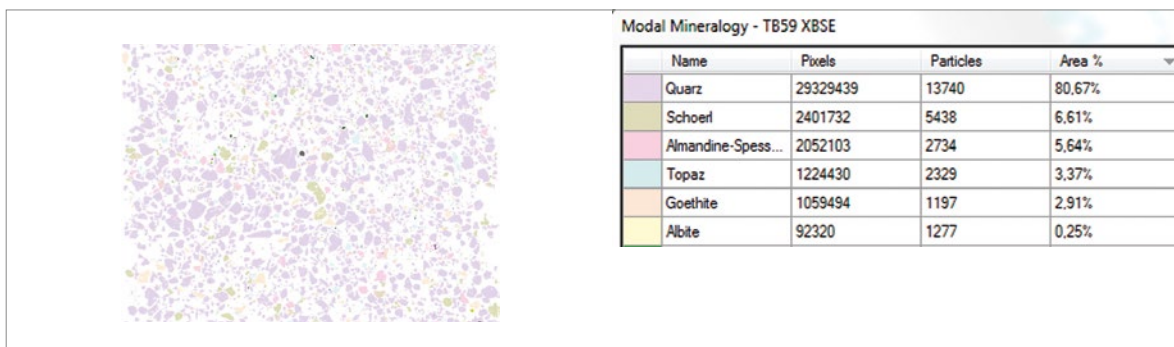 Modal Mineralogy - TB59 XBSE
Name Pixels Particles Area %
Quarz 29329439 13740 80,67%
Schoerl 2401732 5438 6,61%
Almandine-Spess... 2052103 2734 5,64%
Topaz 1224430 2329 3,37%
Goethite 1059494 1197 2,91%
Albite 92320 1277 0,25%